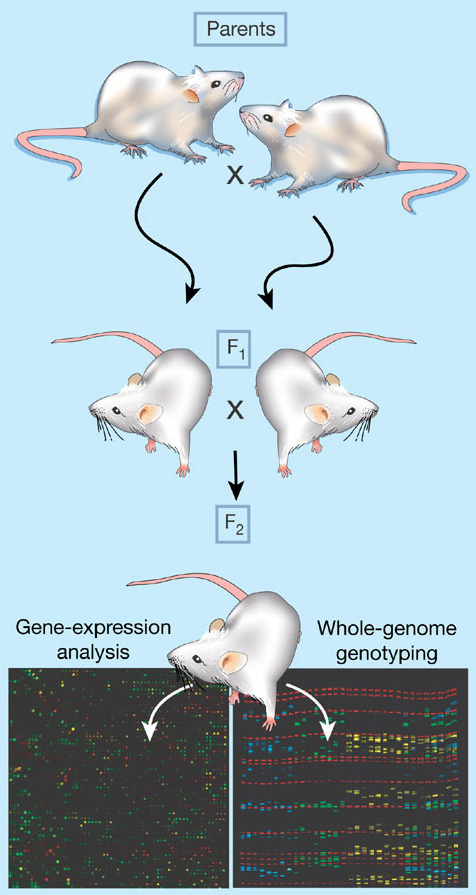 Parents
X
F₁
X
F₂
Gene-expression
analysis
Whole-genome
genotyping